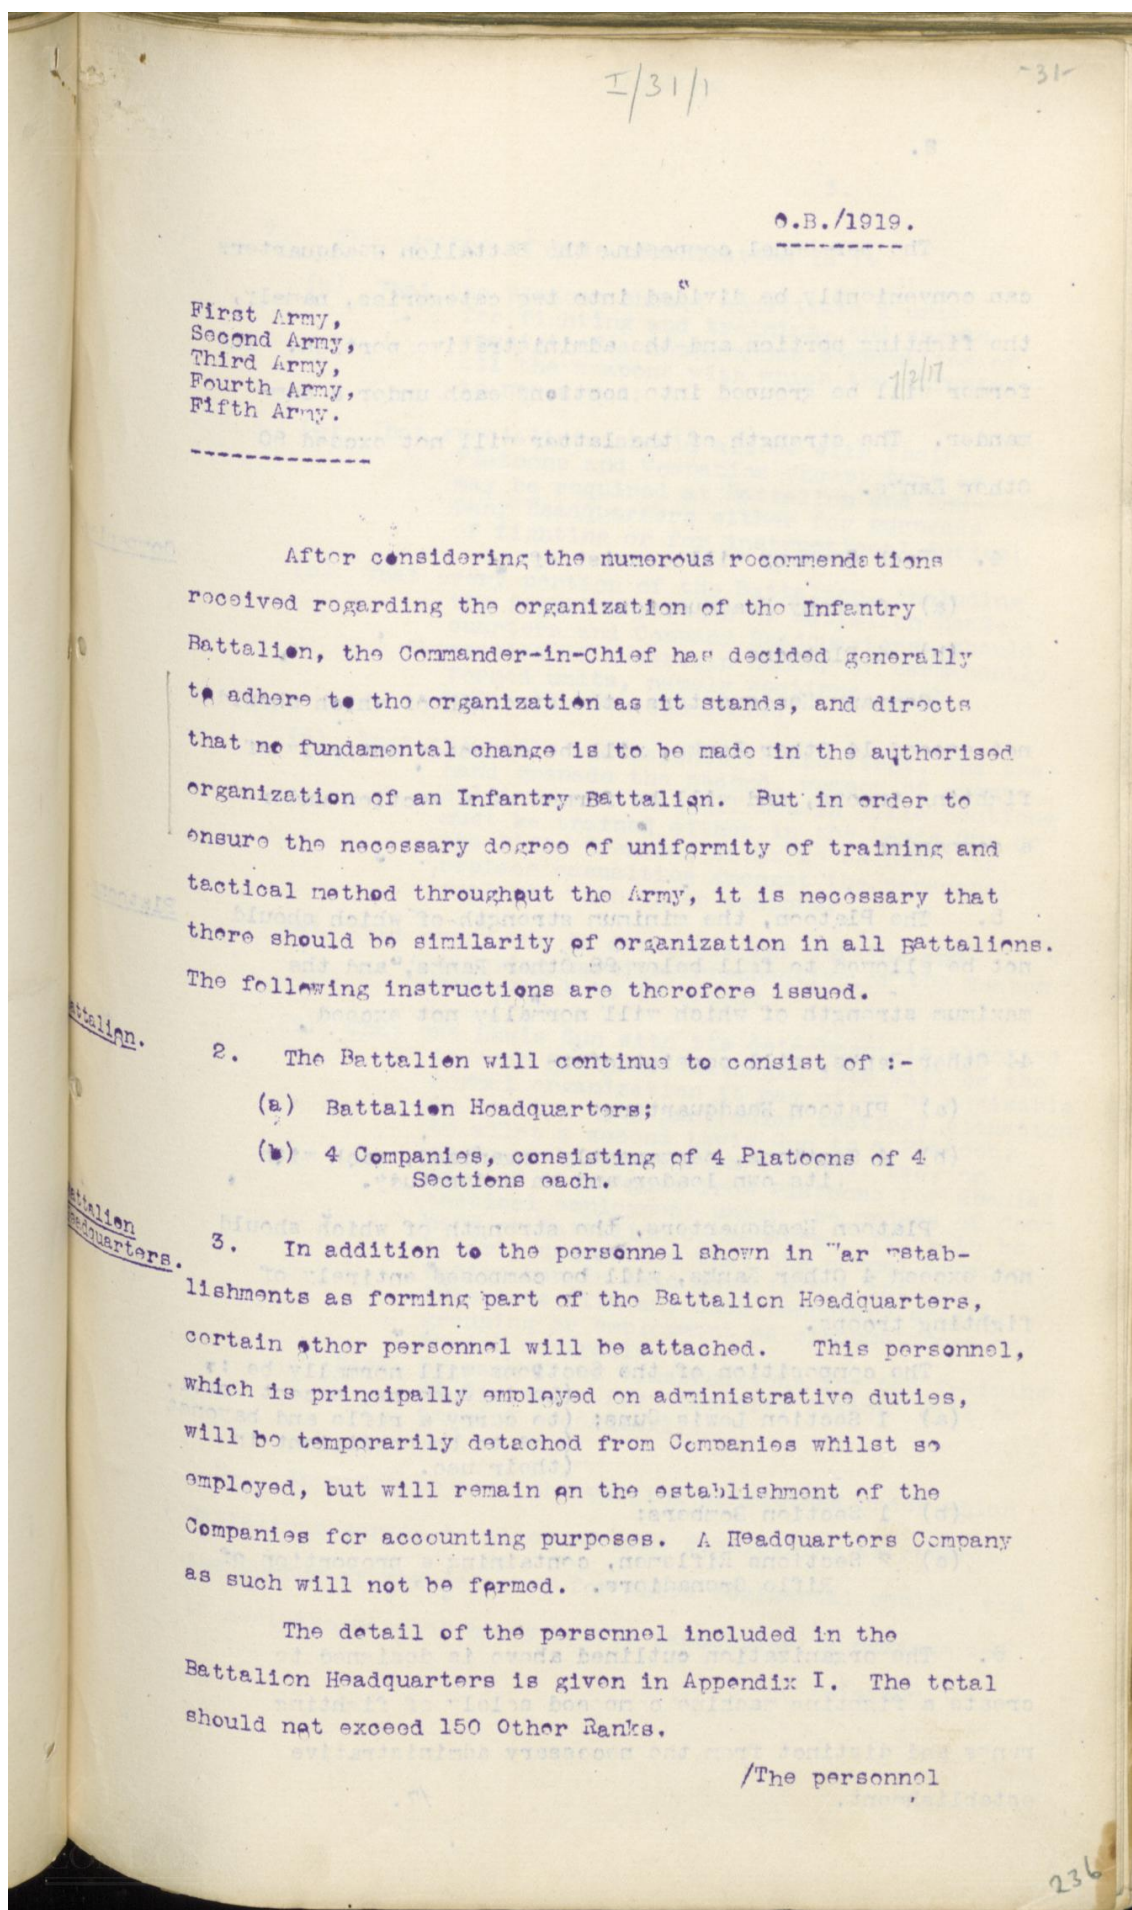 I/31/1
-31-
O.B./1919.
First Army,
Second Army,
Third Army,
Fourth Army,
Fifth Army.
7/2/17
After considering the numerous recommendations
received regarding the organization of the Infantry
Battalion, the Commander-in-Chief has decided generally
to adhere to the organization as it stands, and directs
that no fundamental change is to be made in the authorised
organization of an Infantry Battalion. But in order to
ensure the necessary degree of uniformity of training and
tactical method throughout the Army, it is necessary that
there should be similarity of organization in all Battalions.
The following instructions are therefore issued.
attalion.
2. The Battalion will continue to consist of :-
(a) Battalion Headquarters;
(b) 4 Companies, consisting of 4 Platoons of 4
Sections each.
attalion
eadquarters.
3. In addition to the personnel shown in War Estab-
lishments as forming part of the Battalion Headquarters,
certain other personnel will be attached. This personnel,
which is principally employed on administrative duties,
will be temporarily detached from Companies whilst so
employed, but will remain on the establishment of the
Companies for accounting purposes. A Headquarters Company
as such will not be formed.
The detail of the personnel included in the
Battalion Headquarters is given in Appendix I. The total
should not exceed 150 Other Ranks.
/The personnel
236